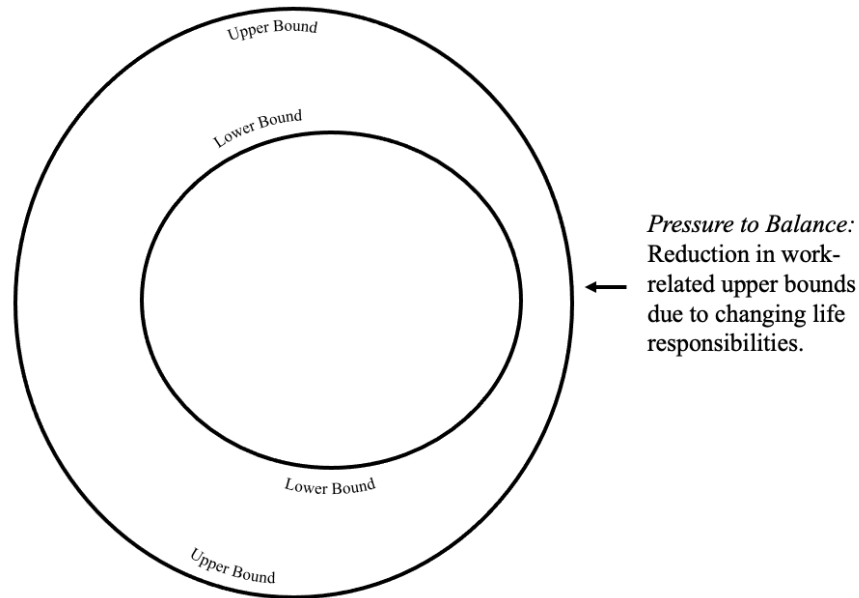 Upper Bound
Lower Bound
Pressure to Balance:
Reduction in work-
related upper bounds
due to changing life
responsibilities.
Lower Bound
Upper Bound